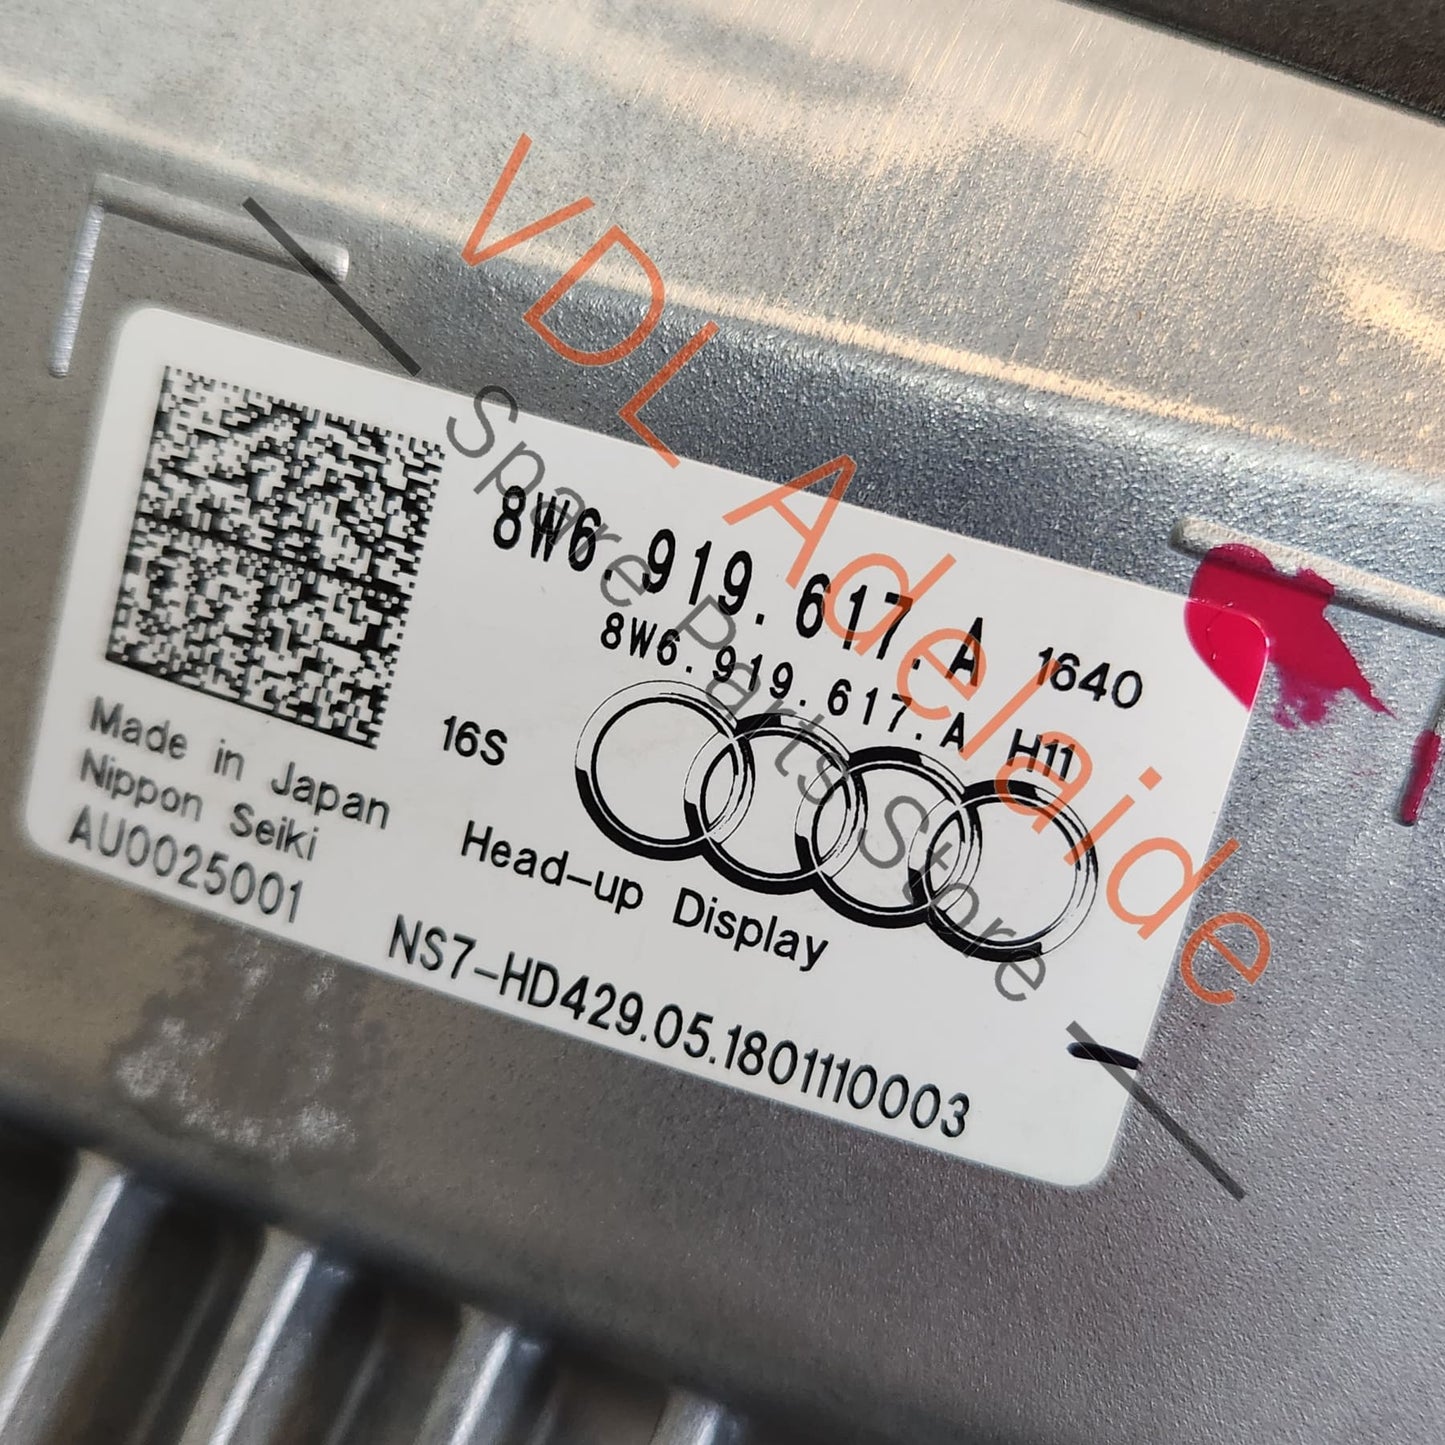 8W6.919.617.A 1640
8W6.919.617.A H11
16S
Made in Japan
Nippon Seiki
AU0025001
Head-up Display
NS7-HD429.05.1801110003
VDL Adelaide
Spare Parts Store